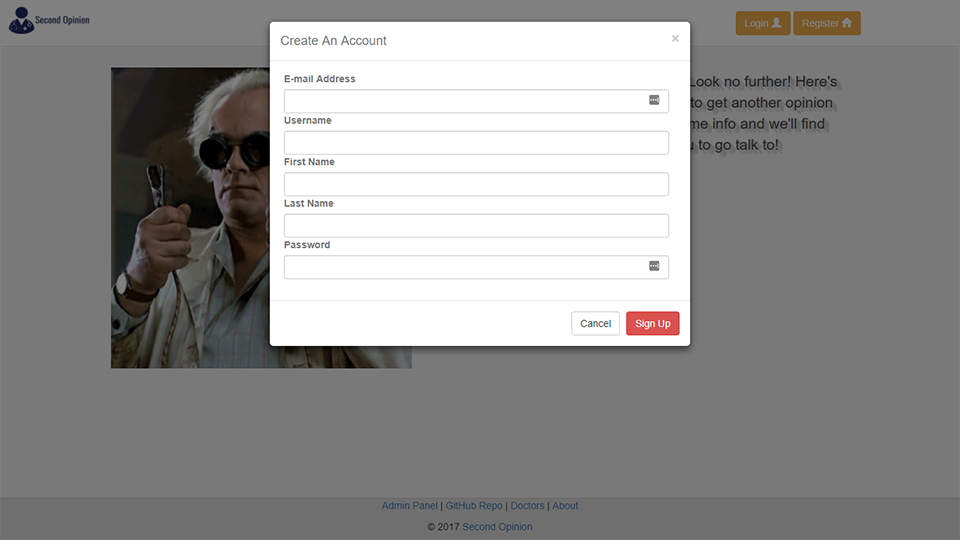 Second Opinion
Login
Register
Create An Account
×
E-mail Address
Username
First Name
Last Name
Password
Cancel
Sign Up
Look no further! Here's
to get another opinion
me info and we'll find
to go talk to!
Admin Panel | GitHub Repo | Doctors | About
© 2017 Second Opinion